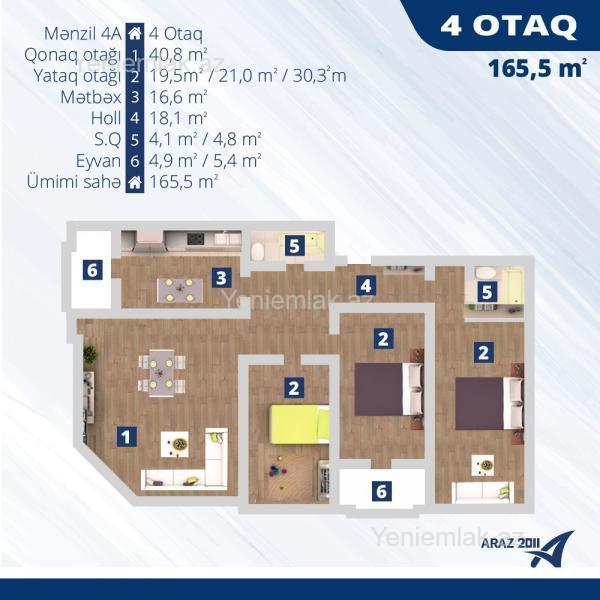 4 OTAQ
165,5 m²
Mənzil 4A 4 Otaq
Qonaq otağı 1 40,8 m²
Yataq otağı 2 19,5m² / 21,0 m² / 30,3²m
Mətbəx 3 16,6 m²
Holl 4 18,1 m²
S.Q 5 4,1 m² / 4,8 m²
Eyvan 6 4,9 m² / 5,4 m²
Ümimi sahə 165,5 m²
Yeniemlak.az
5
6
3
4
5
Yeniemlak.az
2
2
2
1
6
Yeniemlak.az
ARAZ 2011